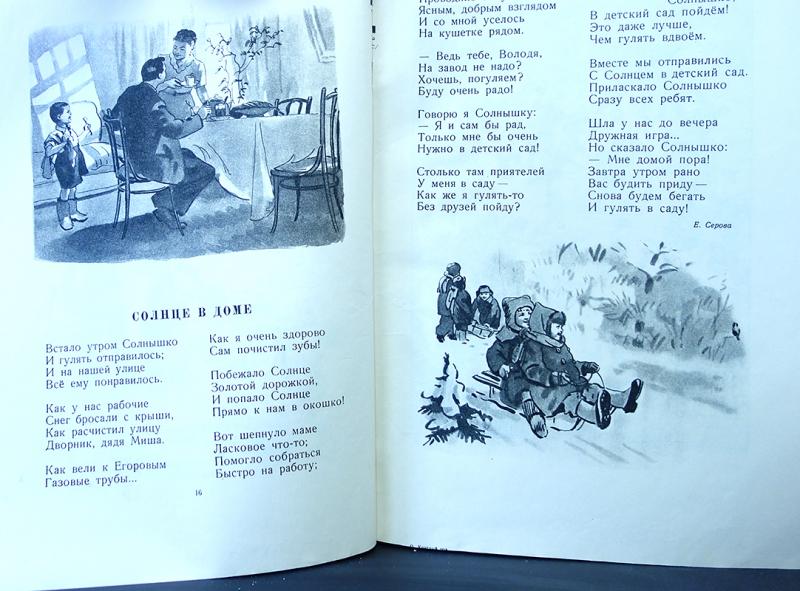 СОЛНЦЕ В ДОМЕ
Встало утром Солнышко
И гулять отправилось;
И на нашей улице
Всё ему понравилось.
Как у нас рабочие
Снег бросали с крыши,
Как расчистил улицу
Дворник, дядя Миша.
Как вели к Егоровым
Газовые трубы...
Как я очень здорово
Сам почистил зубы!
Побежало Солнце
Золотой дорожкой,
И попало Солнце
Прямо к нам в окошко!
Вот шепнуло маме
Ласковое что-то;
Помогло собраться
Быстро на работу;
16
Ясным, добрым взглядом
И со мной уселось
На кушетке рядом.
— Ведь тебе, Володя,
На завод не надо?
Хочешь, погуляем?
Буду очень радо!
Говорю я Солнышку:
— Я и сам бы рад,
Только мне бы очень
Нужно в детский сад!
Столько там приятелей
У меня в саду —
Как же я гулять-то
Без друзей пойду?
Солнышко,
В детский сад пойдём!
Это даже лучше,
Чем гулять вдвоём.
Вместе мы отправились
С Солнцем в детский сад.
Приласкало Солнышко
Сразу всех ребят.
Шла у нас до вечера
Дружная игра...
Но сказало Солнышко:
— Мне домой пора!
Завтра утром рано
Вас будить приду —
Снова будем бегать
И гулять в саду!
Е. Серова